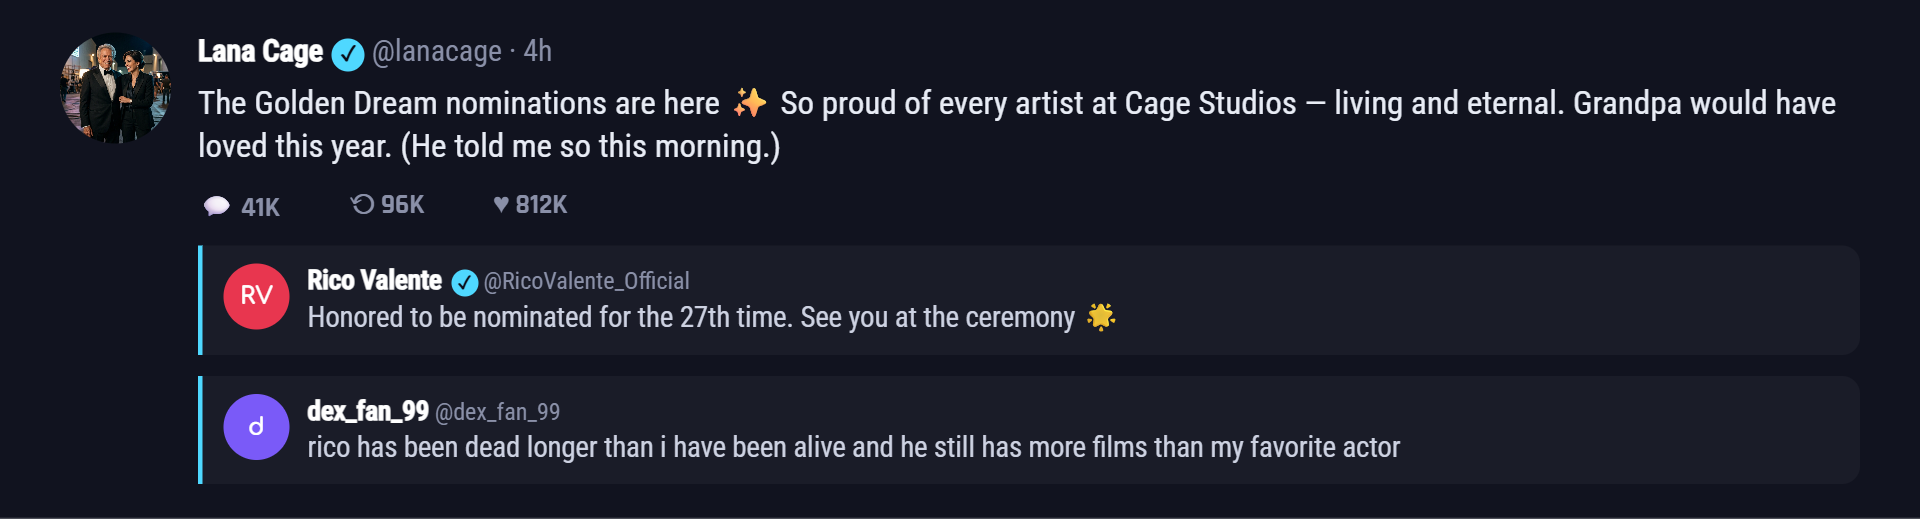 Lana Cage ✓ @lanacage · 4h
The Golden Dream nominations are here ✨ So proud of every artist at Cage Studios — living and eternal. Grandpa would have
loved this year. (He told me so this morning.)
💬 41K ⟲ 96K ♥ 812K
RV
Rico Valente ✓ @RicoValente_Official
Honored to be nominated for the 27th time. See you at the ceremony 🌟
d
dex_fan_99 @dex_fan_99
rico has been dead longer than i have been alive and he still has more films than my favorite actor